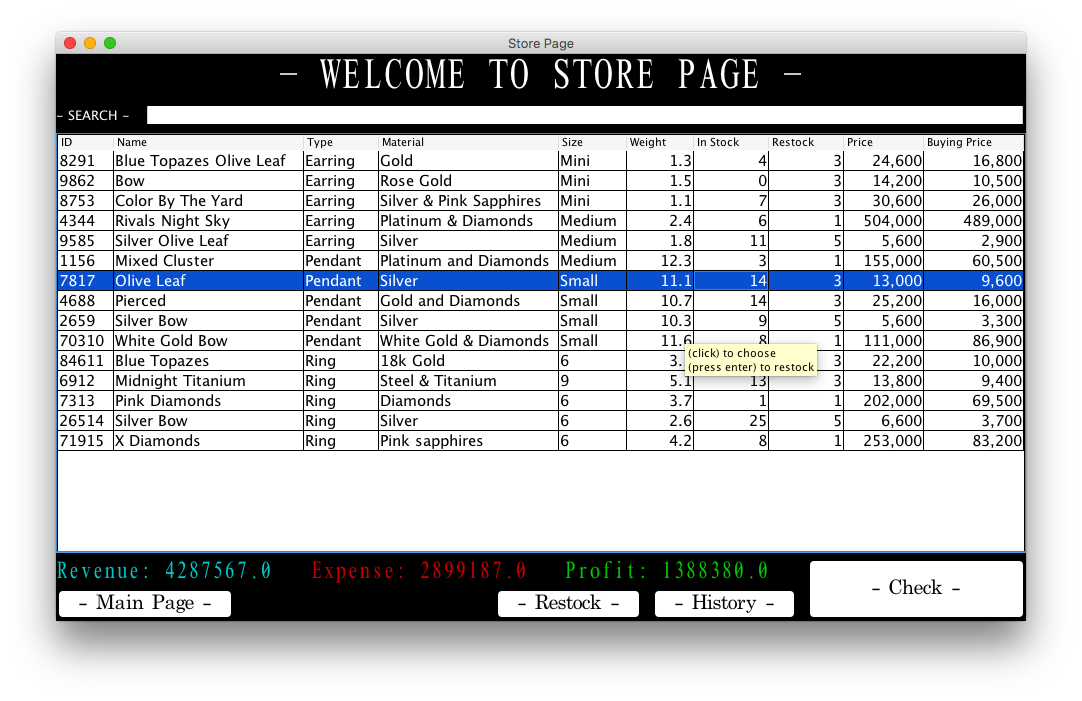 Store Page
- WELCOME TO STORE PAGE -
- SEARCH -
ID Name Type Material Size Weight In Stock Restock Price Buying Price
8291 Blue Topazes Olive Leaf Earring Gold Mini 1.3 4 3 24,600 16,800
9862 Bow Earring Rose Gold Mini 1.5 0 3 14,200 10,500
8753 Color By The Yard Earring Silver & Pink Sapphires Mini 1.1 7 3 30,600 26,000
4344 Rivals Night Sky Earring Platinum & Diamonds Medium 2.4 6 1 504,000 489,000
9585 Silver Olive Leaf Earring Silver Medium 1.8 11 5 5,600 2,900
1156 Mixed Cluster Pendant Platinum and Diamonds Medium 12.3 3 1 155,000 60,500
7817 Olive Leaf Pendant Silver Small 11.1 14 3 13,000 9,600
4688 Pierced Pendant Gold and Diamonds Small 10.7 14 3 25,200 16,000
2659 Silver Bow Pendant Silver Small 10.3 9 5 5,600 3,300
70310 White Gold Bow Pendant White Gold & Diamonds Small 11.6 8 1 111,000 86,900
84611 Blue Topazes Ring 18k Gold 6 3. 3 22,200 10,000
(click) to choose
(press enter) to restock
6912 Midnight Titanium Ring Steel & Titanium 9 5.1 13 3 13,800 9,400
7313 Pink Diamonds Ring Diamonds 6 3.7 1 1 202,000 69,500
26514 Silver Bow Ring Silver 6 2.6 25 5 6,600 3,700
71915 X Diamonds Ring Pink sapphires 6 4.2 8 1 253,000 83,200
Revenue: 4287567.0 Expense: 2899187.0 Profit: 1388380.0
- Main Page - - Restock - - History - - Check -